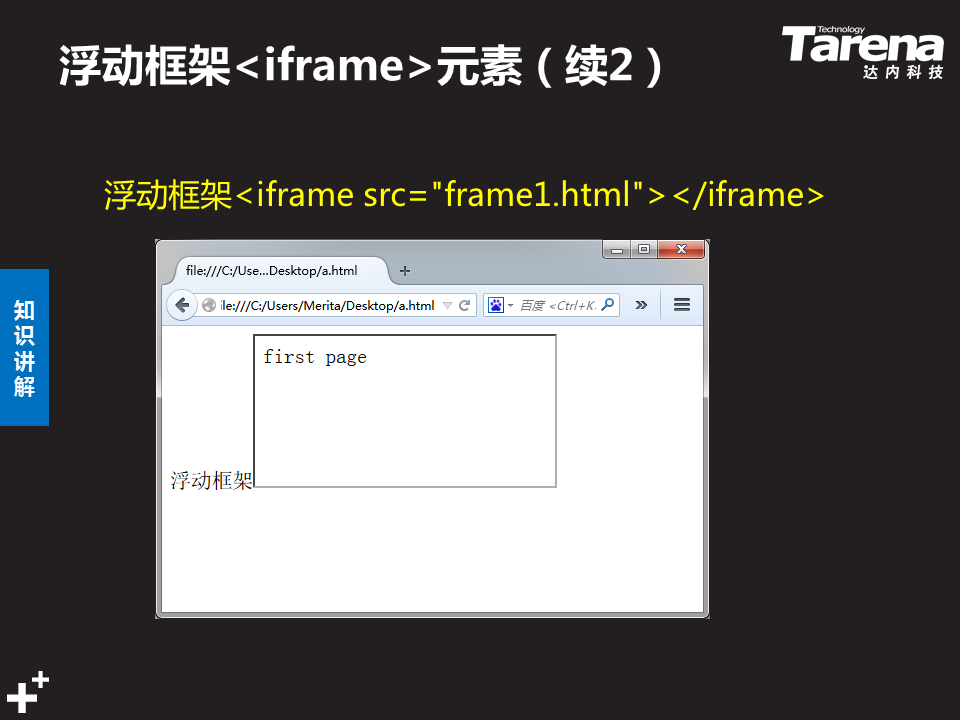 浮动框架<iframe>元素（续2）
Technology
Tarena
达内科技
浮动框架<iframe src="frame1.html"></iframe>
file:///C:/Use...Desktop/a.html
ile:///C:/Users/Merita/Desktop/a.html
百度 <Ctrl+K.
first page
浮动框架
知
识
讲
解